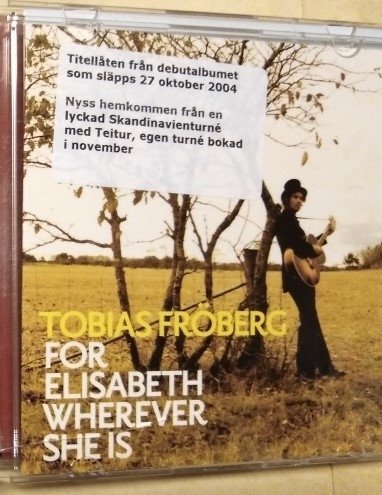 Titellåten från debutalbumet
som släpps 27 oktober 2004
Nyss hemkommen från en
lyckad Skandinavienturné
med Teitur, egen turné bokad
i november
TOBIAS FRÖBERG
FOR
ELISABETH
WHEREVER
SHE IS